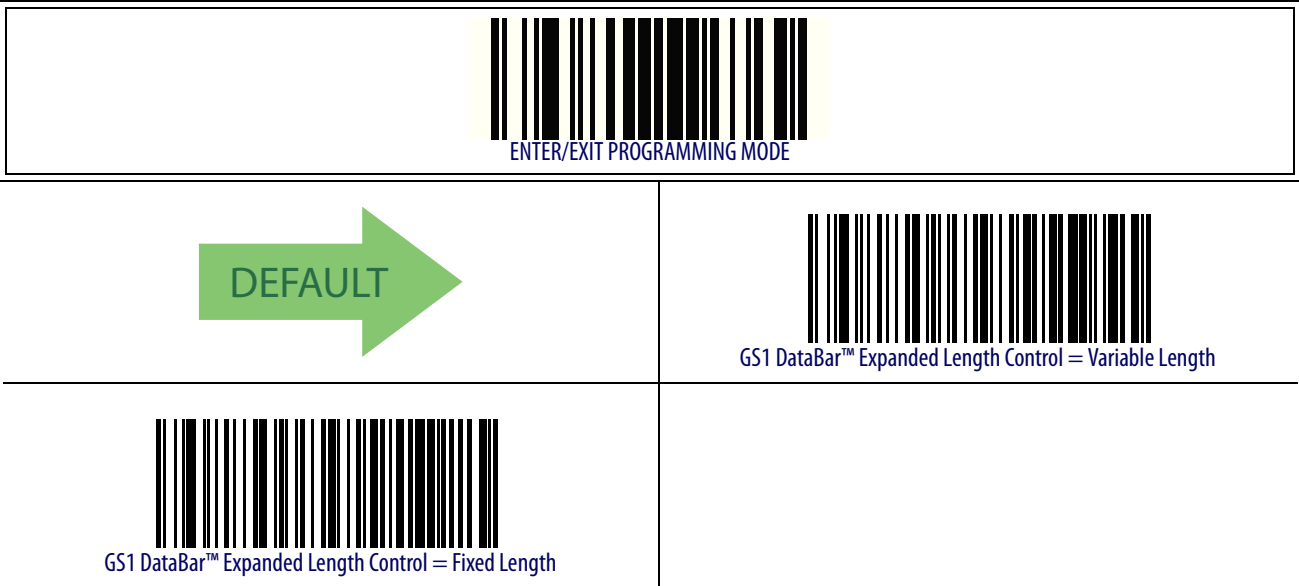 ENTER/EXIT PROGRAMMING MODE
DEFAULT
GS1 DataBar™ Expanded Length Control = Variable Length
GS1 DataBar™ Expanded Length Control = Fixed Length